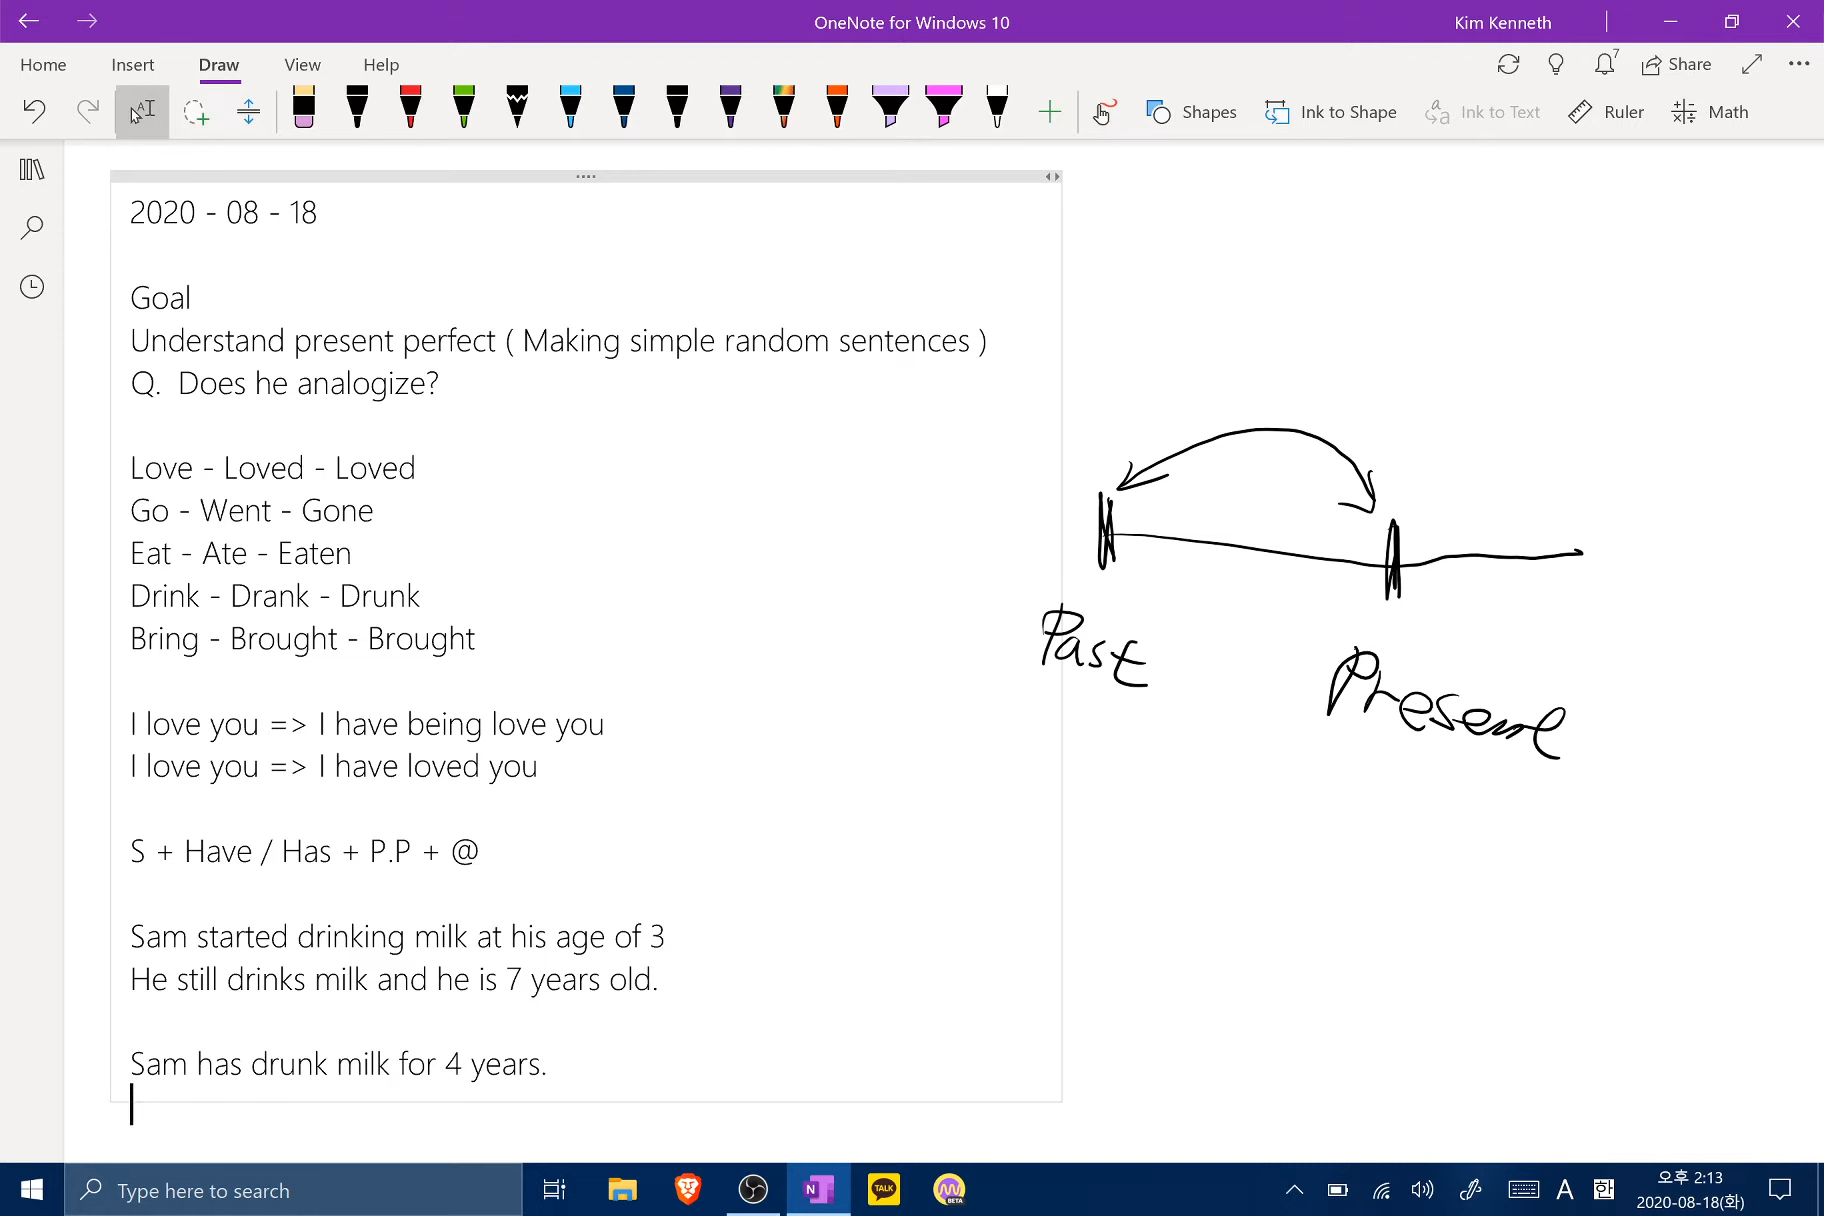 OneNote for Windows 10
Kim Kenneth
Home Insert Draw View Help
7
Share
Shapes
Ink to Shape
Ink to Text
Ruler
Math
2020 - 08 - 18
Goal
Understand present perfect ( Making simple random sentences )
Q. Does he analogize?
Love - Loved - Loved
Go - Went - Gone
Eat - Ate - Eaten
Drink - Drank - Drunk
Bring - Brought - Brought
I love you => I have being love you
I love you => I have loved you
S + Have / Has + P.P + @
Sam started drinking milk at his age of 3
He still drinks milk and he is 7 years old.
Sam has drunk milk for 4 years.
Past
Present
Type here to search
N
TALK
BETA
A
한
오후 2:13
2020-08-18(화)